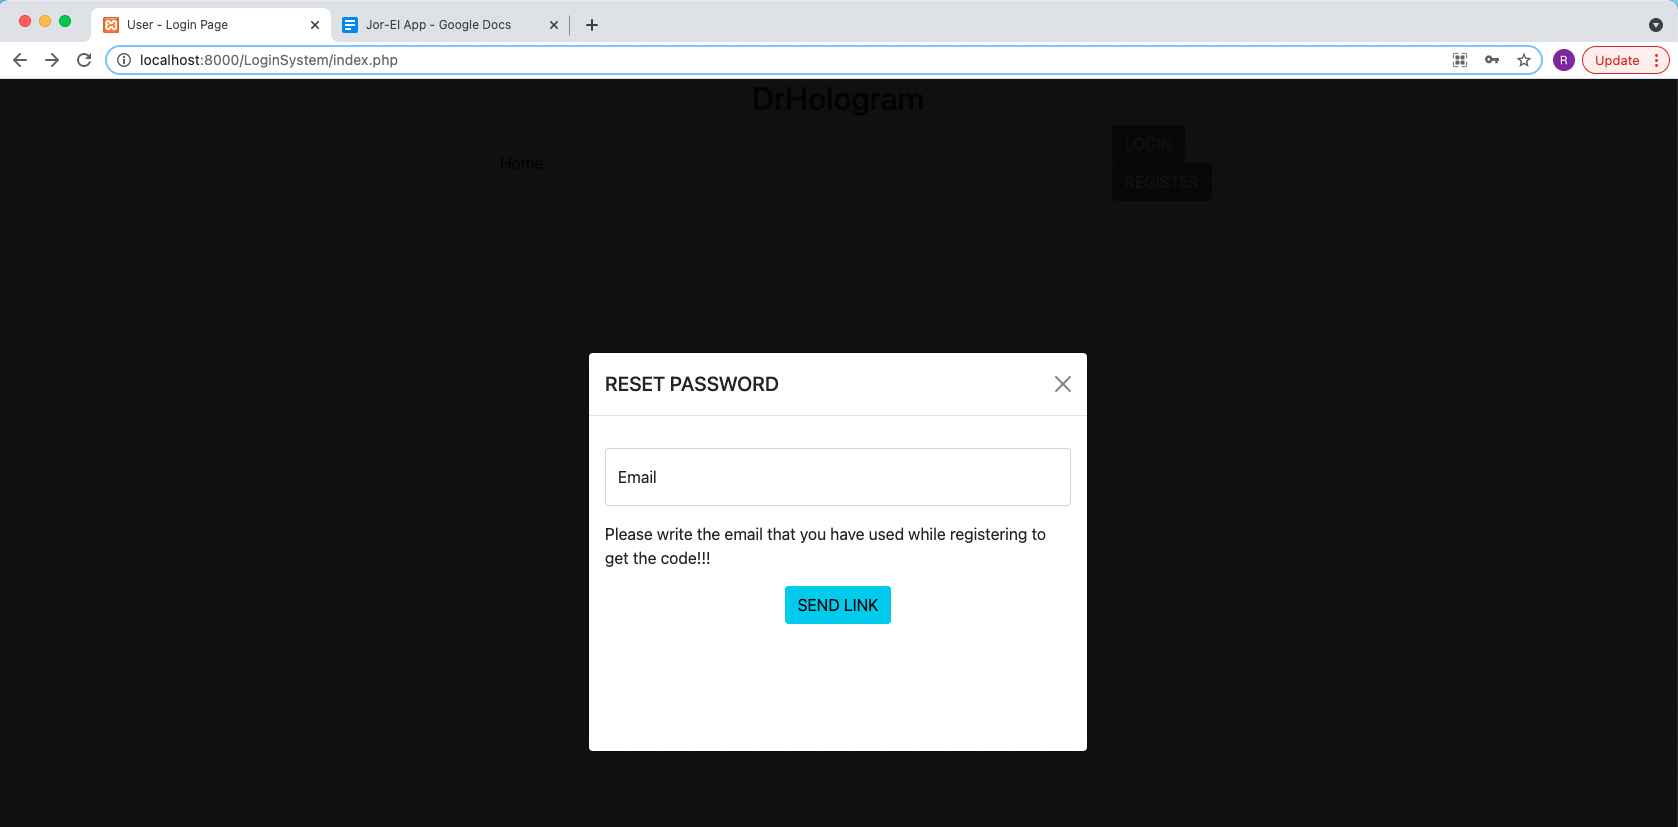 User - Login Page
Jor-El App - Google Docs
localhost:8000/LoginSystem/index.php
R
Update
DrHologram
Home
LOGIN
REGISTER
RESET PASSWORD
Email
Please write the email that you have used while registering to
get the code!!!
SEND LINK